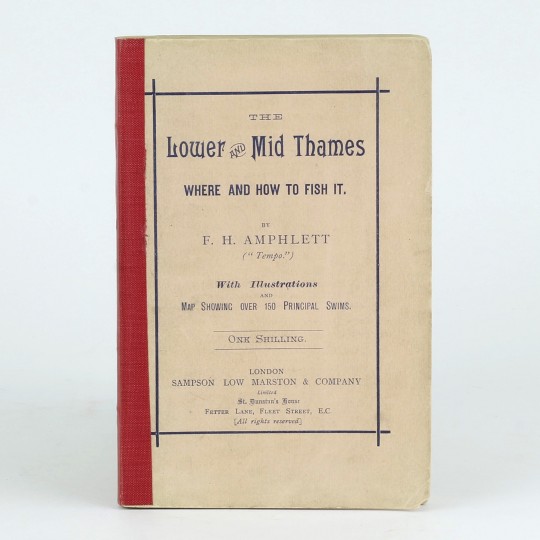 THE
Lower AND Mid Thames
WHERE AND HOW TO FISH IT.
BY
F. H. AMPHLETT
("Tempo.")
With Illustrations
AND
MAP SHOWING OVER 150 PRINCIPAL SWIMS.
ONE SHILLING.
LONDON
SAMPSON LOW MARSTON & COMPANY
Limited
St. Dunstan's House
FETTER LANE, FLEET STREET, E.C
[All rights reserved]